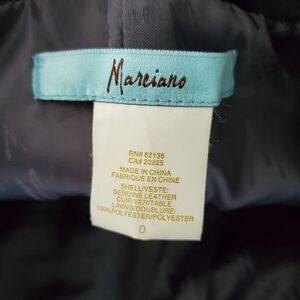 Marciano
RN# 62136
CA# 20625
MADE IN CHINA
FABRIQUE EN CHINE
SHELL/VESTE:
GENUINE LEATHER
CUIR VERITABLE
LINING/DOUBLURE:
100%POLYESTER/POLYESTER
0